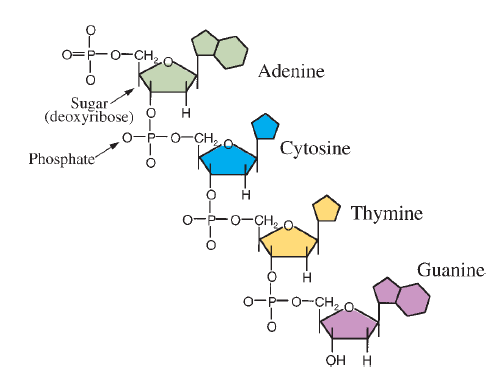 O
O=P—O—CH₂ O
O
Adenine
Sugar
(deoxyribose)
O H
O—P—O—CH₂ O
O
Phosphate
Cytosine
O H
O—P—O—CH₂ O
O
Thymine
O H
Guanine
O—P—O—CH₂ O
O
OH H